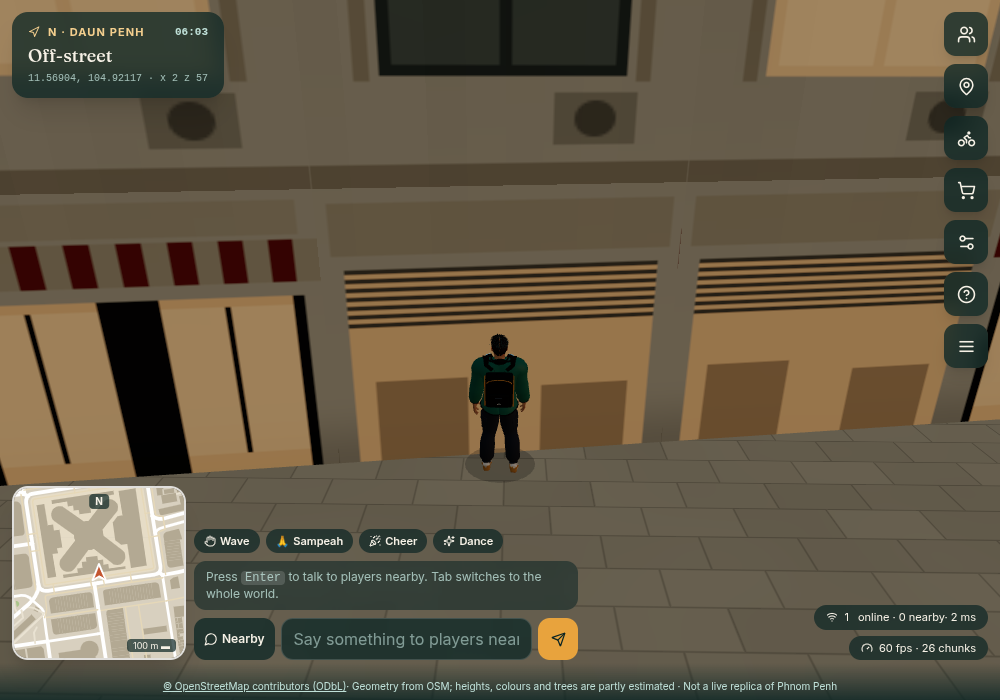 N · DAUN PENH 06:03
Off-street
11.56904, 104.92117 · x 2 z 57
N
100 m
Wave
Sampeah
Cheer
Dance
Press Enter to talk to players nearby. Tab switches to the
whole world.
Nearby
Say something to players near
1 online · 0 nearby · 2 ms
60 fps · 26 chunks
© OpenStreetMap contributors (ODbL) · Geometry from OSM; heights, colours and trees are partly estimated · Not a live replica of Phnom Penh